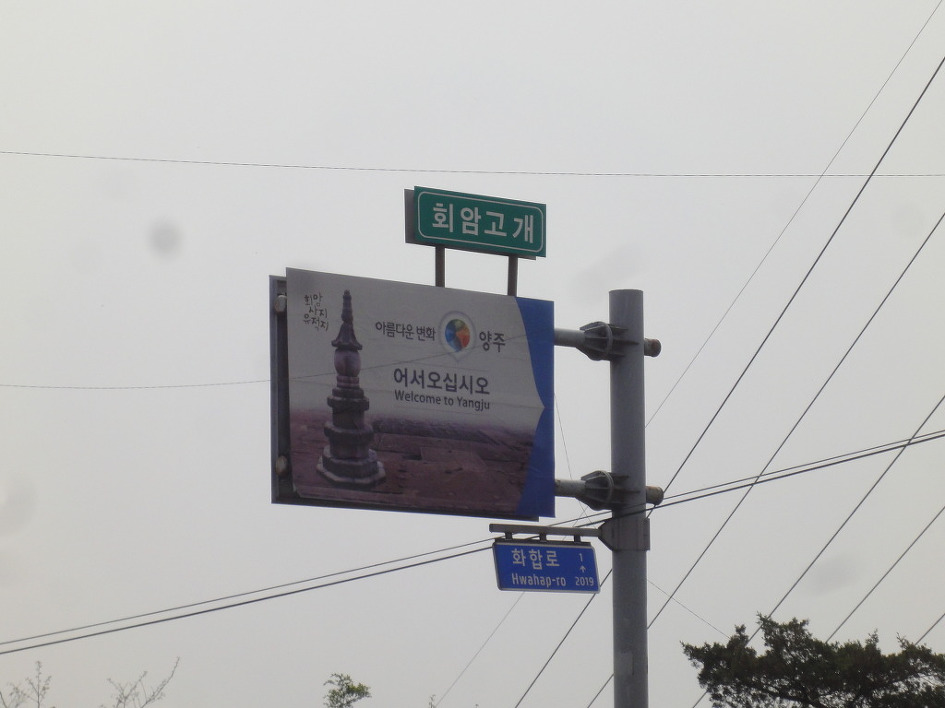 회암고개
회암
사지
유적지
아름다운 변화 양주
어서오십시오
Welcome to Yangju
화합로 1
↑
Hwahap-ro 2019